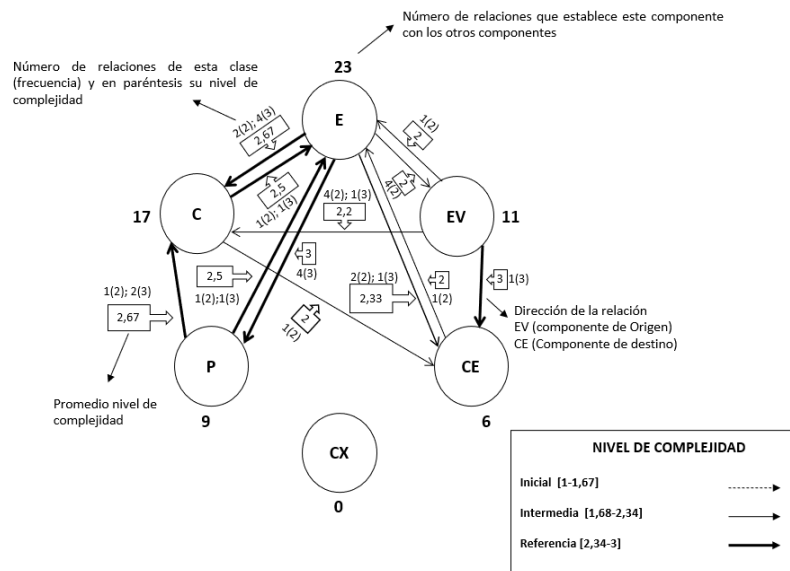 Número de relaciones que establece este componente
con los otros componentes
Número de relaciones de esta clase
(frecuencia) y en paréntesis su nivel de
complejidad
23
E
2(2); 4(3)
2,67
1(2)
2
2,5
1(2); 1(3)
2
4(2)
4(2); 1(3)
2,2
17
C
EV
11
3
4(3)
2,5
1(2);1(3)
2(2); 1(3)
2,33
2
1(2)
3
1(3)
1(2); 2(3)
2,67
2
1(2)
Dirección de la relación
EV (componente de Origen)
CE (Componente de destino)
P
CE
Promedio nivel de
complejidad
9
6
CX
0
NIVEL DE COMPLEJIDAD
Inicial [1-1,67]
Intermedia [1,68-2,34]
Referencia [2,34-3]